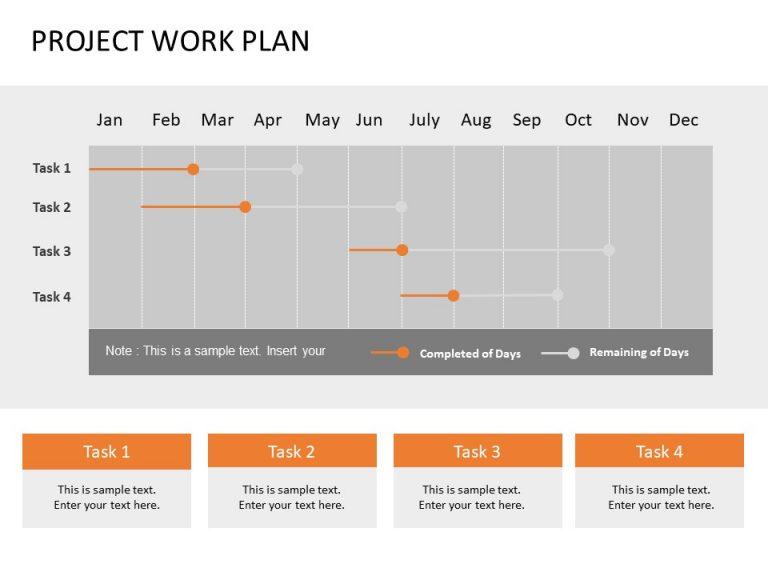 PROJECT WORK PLAN
Jan Feb Mar Apr May Jun July Aug Sep Oct Nov Dec
Task 1
Task 2
Task 3
Task 4
Note : This is a sample text. Insert your
Completed of Days
Remaining of Days
Task 1
This is sample text.
Enter your text here.
Task 2
This is sample text.
Enter your text here.
Task 3
This is sample text.
Enter your text here.
Task 4
This is sample text.
Enter your text here.